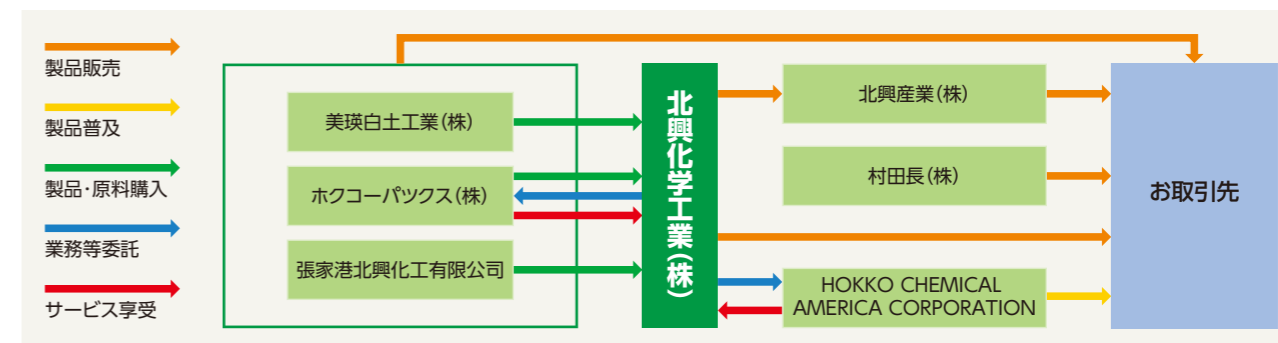 製品販売
製品普及
製品・原料購入
業務等委託
サービス享受
美瑛白土工業(株)
ホクコーパツクス(株)
張家港北興化工有限公司
北興化学工業(株)
北興産業(株)
村田長(株)
HOKKO CHEMICAL
AMERICA CORPORATION
お取引先